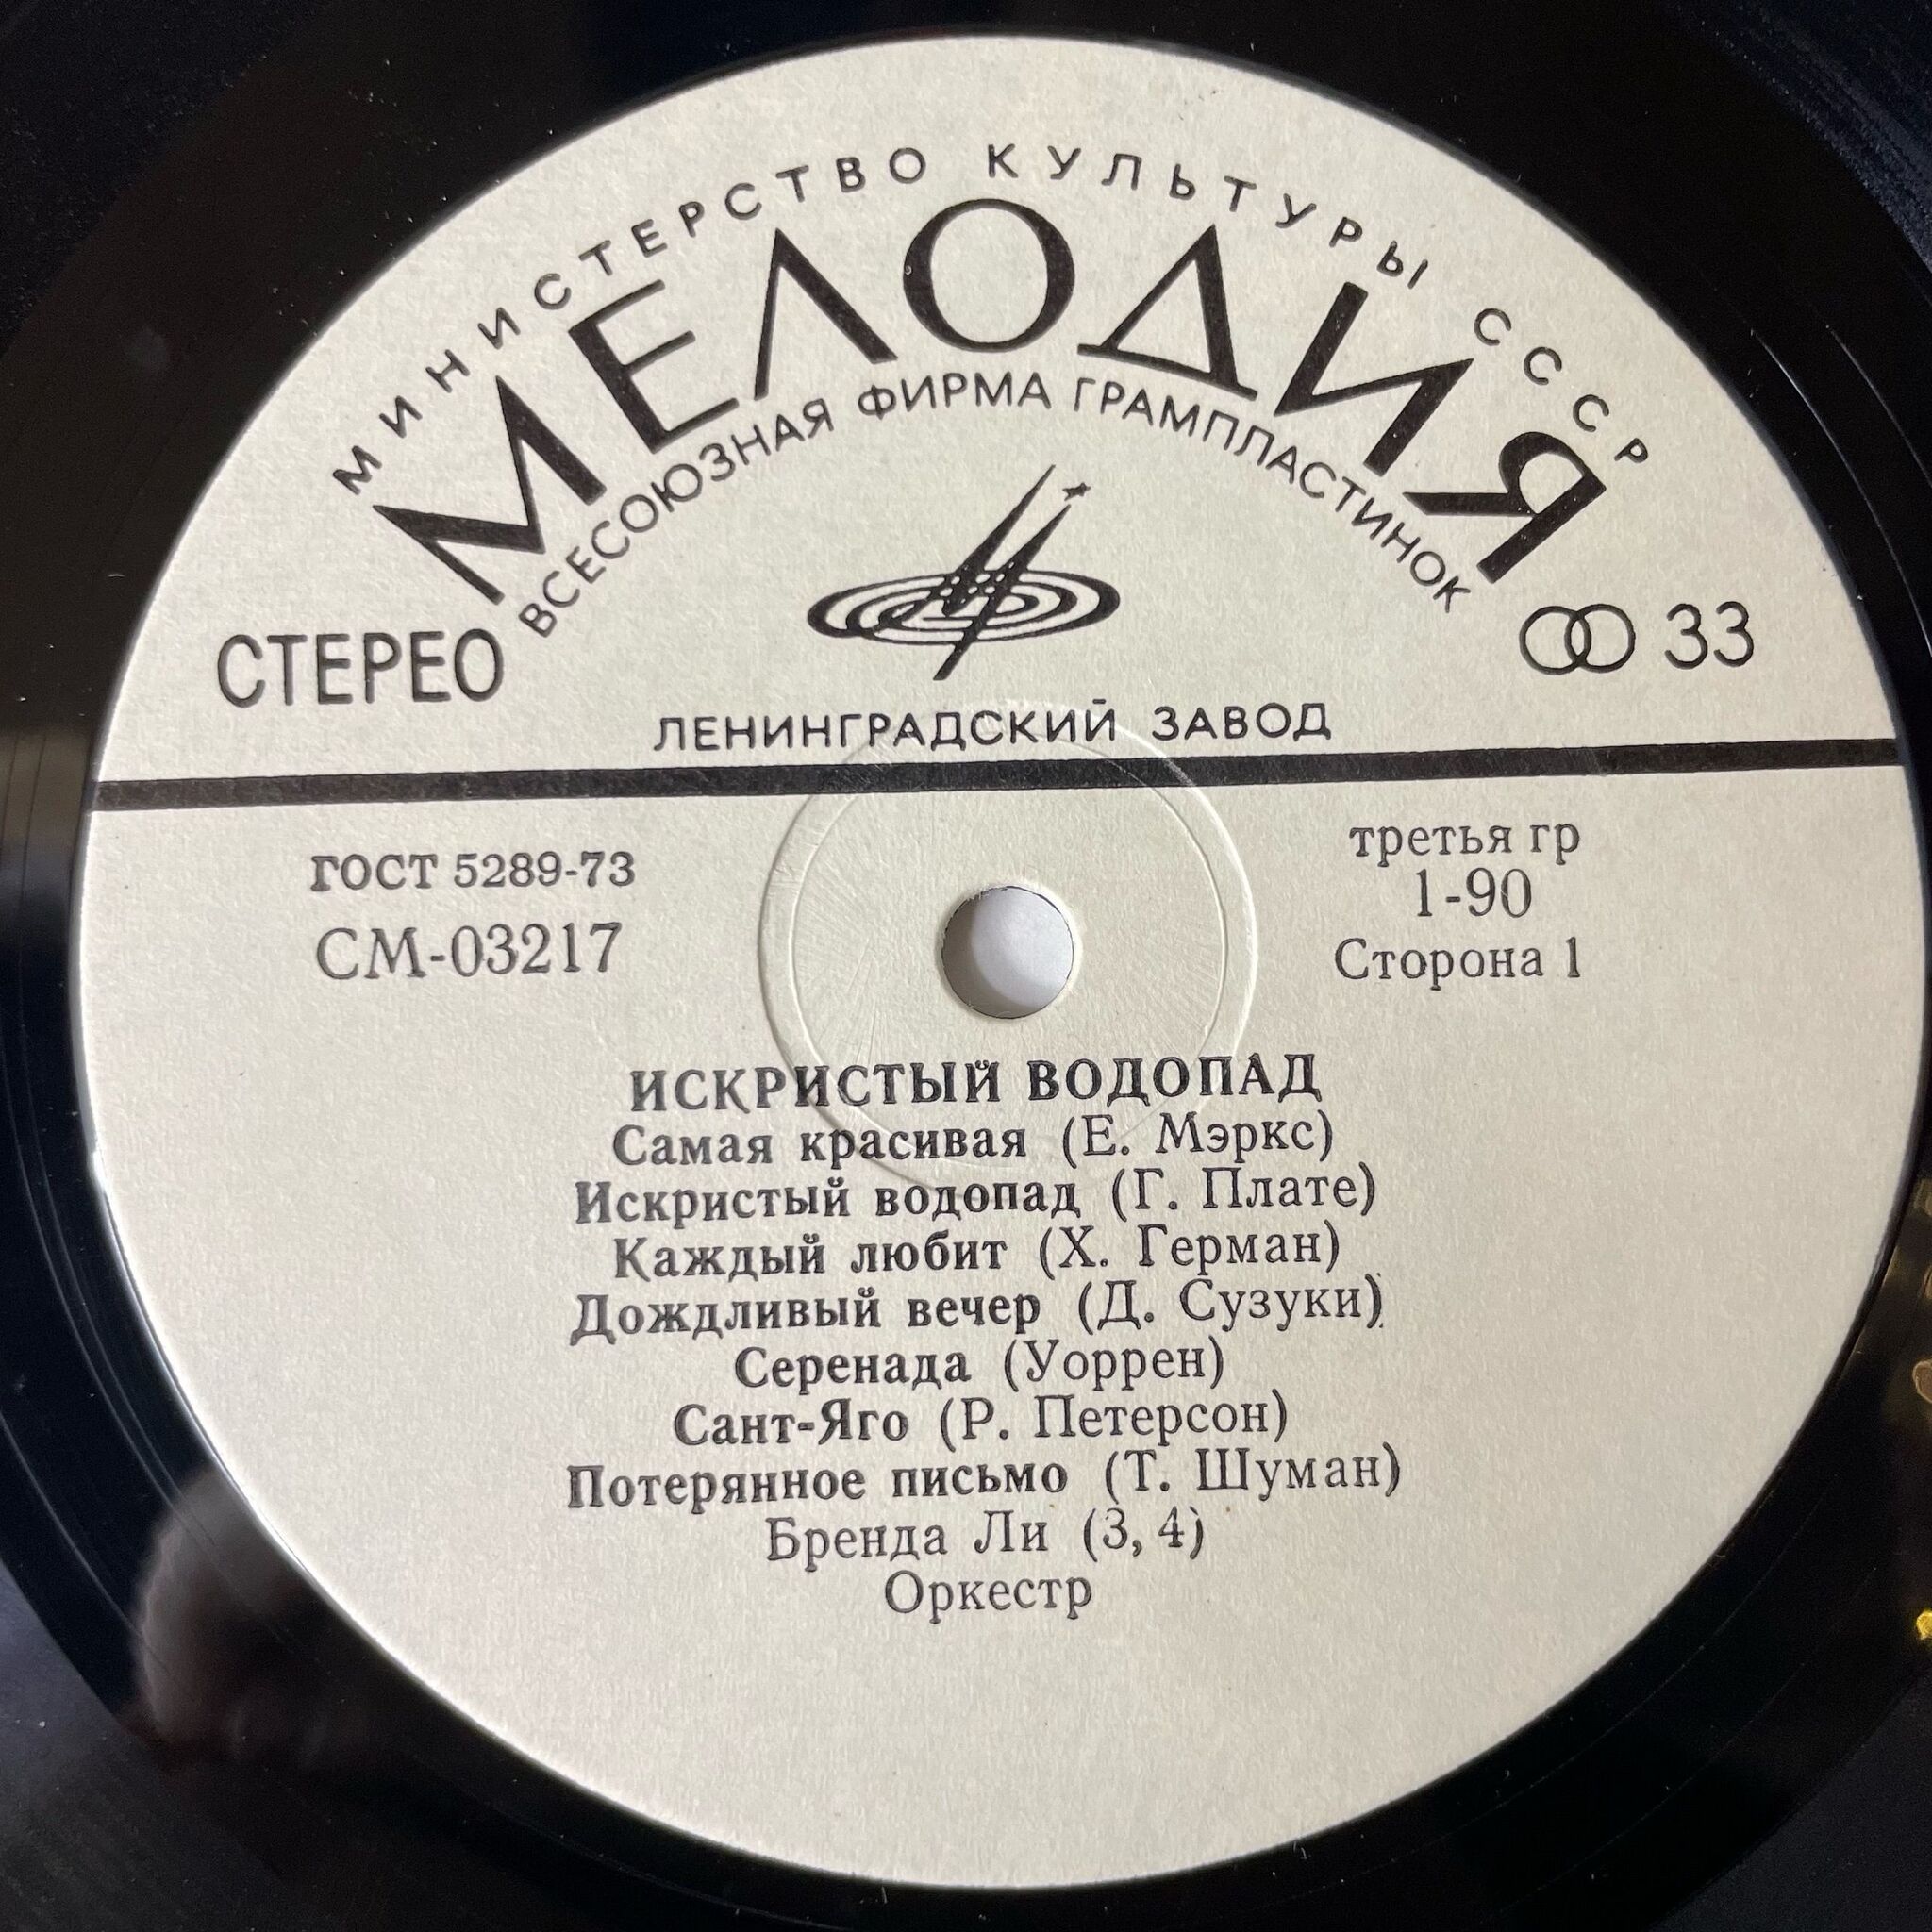 МИНИСТЕРСТВО КУЛЬТУРЫ СССР
МЕЛОДИЯ
ВСЕСОЮЗНАЯ ФИРМА ГРАМПЛАСТИНОК
СТЕРЕО
33
ЛЕНИНГРАДСКИЙ ЗАВОД
ГОСТ 5289-73
СМ-03217
третья гр
1-90
Сторона 1
ИСКРИСТЫЙ ВОДОПАД
Самая красивая (Е. Мэркс)
Искристый водопад (Г. Плате)
Каждый любит (Х. Герман)
Дождливый вечер (Д. Сузуки)
Серенада (Уоррен)
Сант-Яго (Р. Петерсон)
Потерянное письмо (Т. Шуман)
Бренда Ли (3, 4)
Оркестр